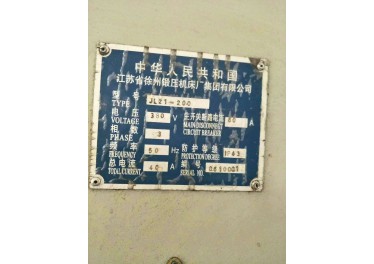 中华人民共和国
江苏省徐州锻压机床厂集团有限公司
型号 TYPE JL21-200
电压 VOLTAGE 380 V 主开关断路电流 MAIN DISCONNECT CIRCUIT BREAKER 80 A
相数 PHASE 3
频率 FREQUENCY 50 Hz 防护等级 PROTECTION DEGREE
总电流 TOTAL CURRENT 40 A 编号 SERIAL NO.